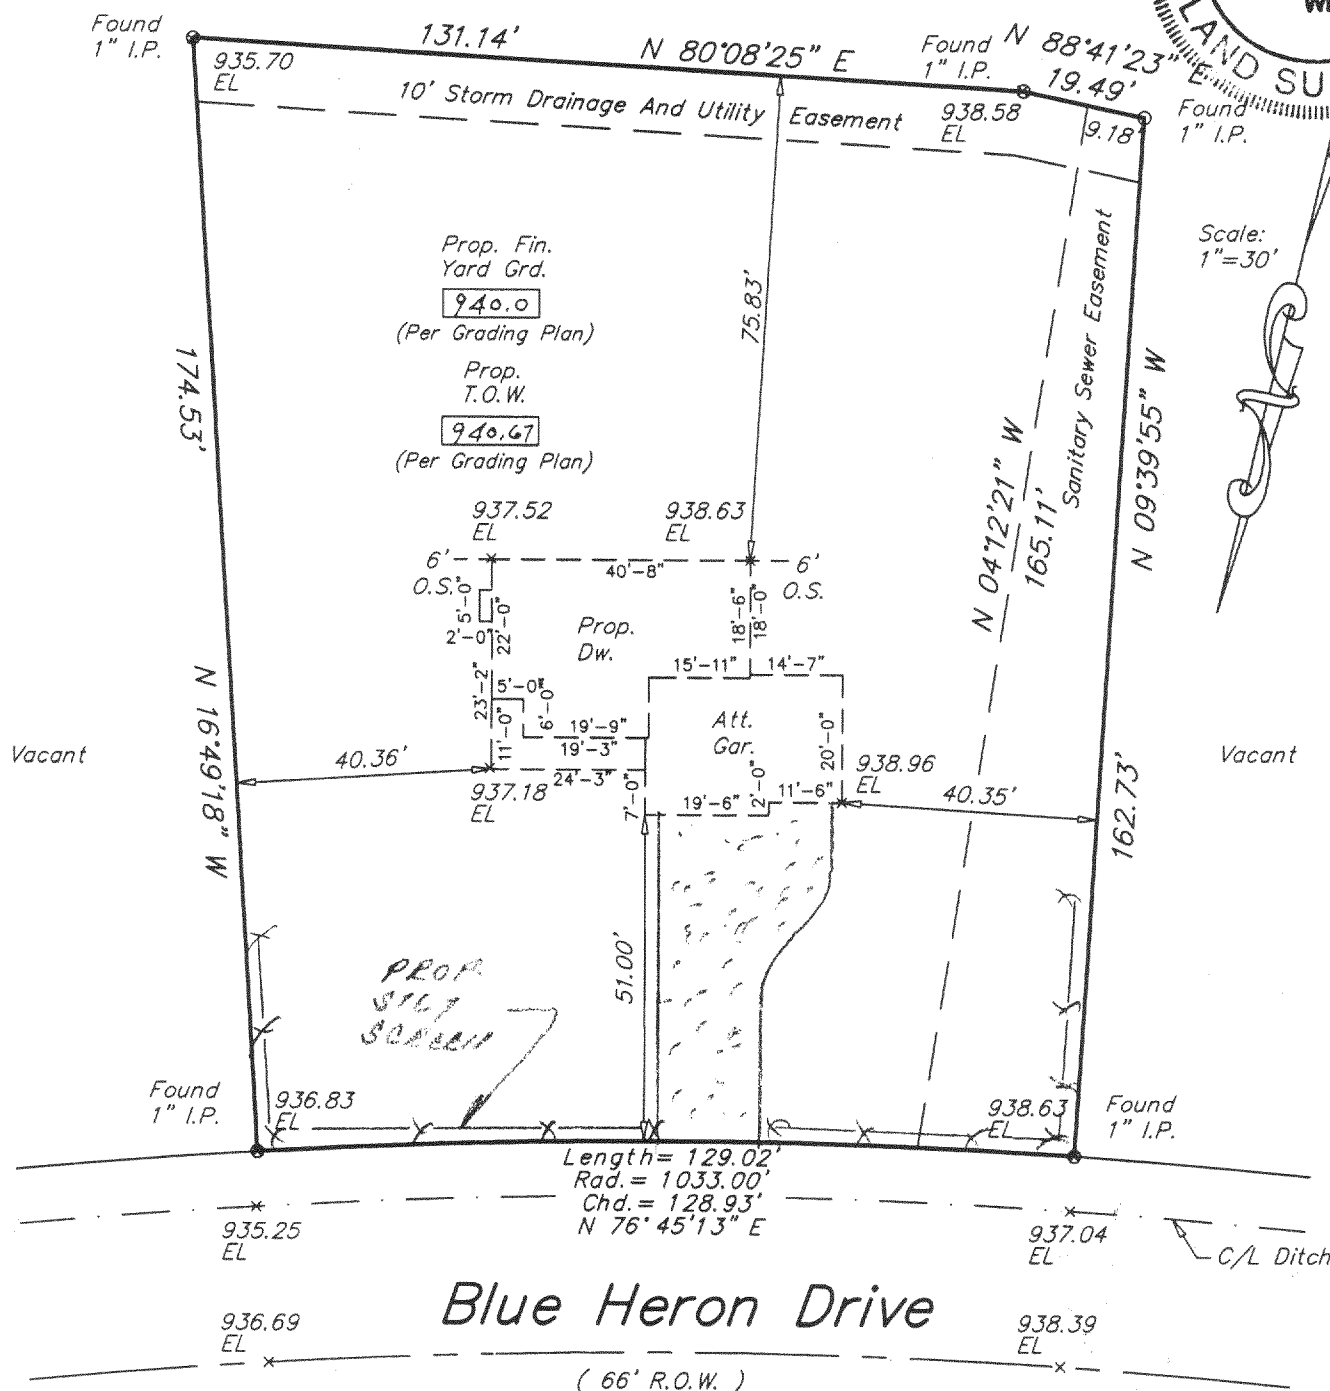 Found
1" I.P.
131.14'
N 80°08'25" E
Found
1" I.P.
N 88°41'23" E
19.49'
LAND SU
935.70
EL
10' Storm Drainage And Utility Easement
938.58
EL
9.18'
Found
1" I.P.
Scale:
1"=30'
Prop. Fin.
Yard Grd.
940.0
(Per Grading Plan)
Prop.
T.O.W.
940.67
(Per Grading Plan)
75.83'
174.53'
Sanitary Sewer Easement
N 09°39'55" W
N 04°12'21" W
165.11'
937.52
EL
938.63
EL
6'
O.S.
40'-8"
6'
O.S.
5'-0"
22'-0"
2'-0"
Prop.
Dw.
18'-6"
18'-0"
15'-11"
14'-7"
23'-2"
5'-0"
6'-0"
11'-0"
19'-9"
19'-3"
24'-3"
Att.
Gar.
20'-0"
N 16°49'18" W
Vacant
40.36'
937.18
EL
7'-0"
19'-6"
2'-0"
11'-6"
938.96
EL
40.35'
Vacant
162.73'
51.00'
PROP.
SILT
SCREEN
Found
1" I.P.
936.83
EL
938.63
EL
Found
1" I.P.
Length= 129.02'
Rad.= 1033.00'
Chd.= 128.93'
N 76°45'13" E
935.25
EL
937.04
EL
C/L Ditch
Blue Heron Drive
936.69
EL
938.39
EL
( 66' R.O.W. )